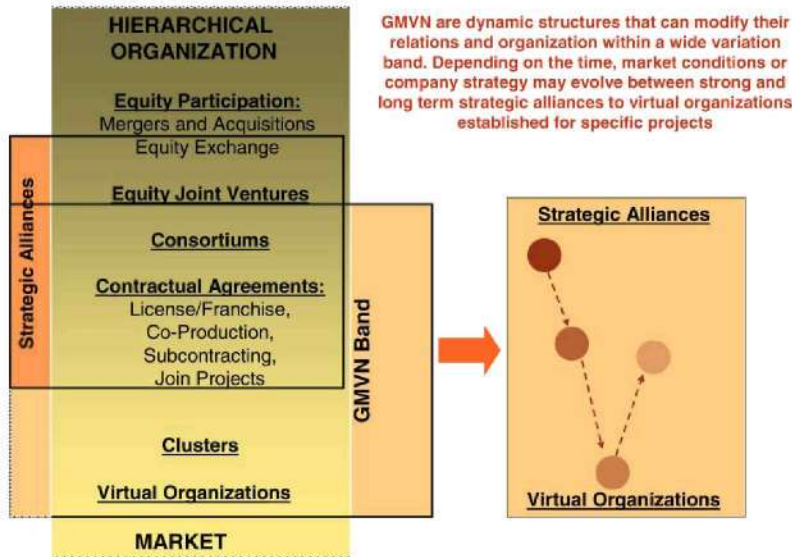 HIERARCHICAL
ORGANIZATION
Equity Participation:
Mergers and Acquisitions
Equity Exchange
Equity Joint Ventures
Consortiums
Contractual Agreements:
License/Franchise,
Co-Production,
Subcontracting,
Join Projects
Clusters
Virtual Organizations
MARKET
Strategic Alliances
GMVN Band
GMVN are dynamic structures that can modify their
relations and organization within a wide variation
band. Depending on the time, market conditions or
company strategy may evolve between strong and
long term strategic alliances to virtual organizations
established for specific projects
Strategic Alliances
Virtual Organizations